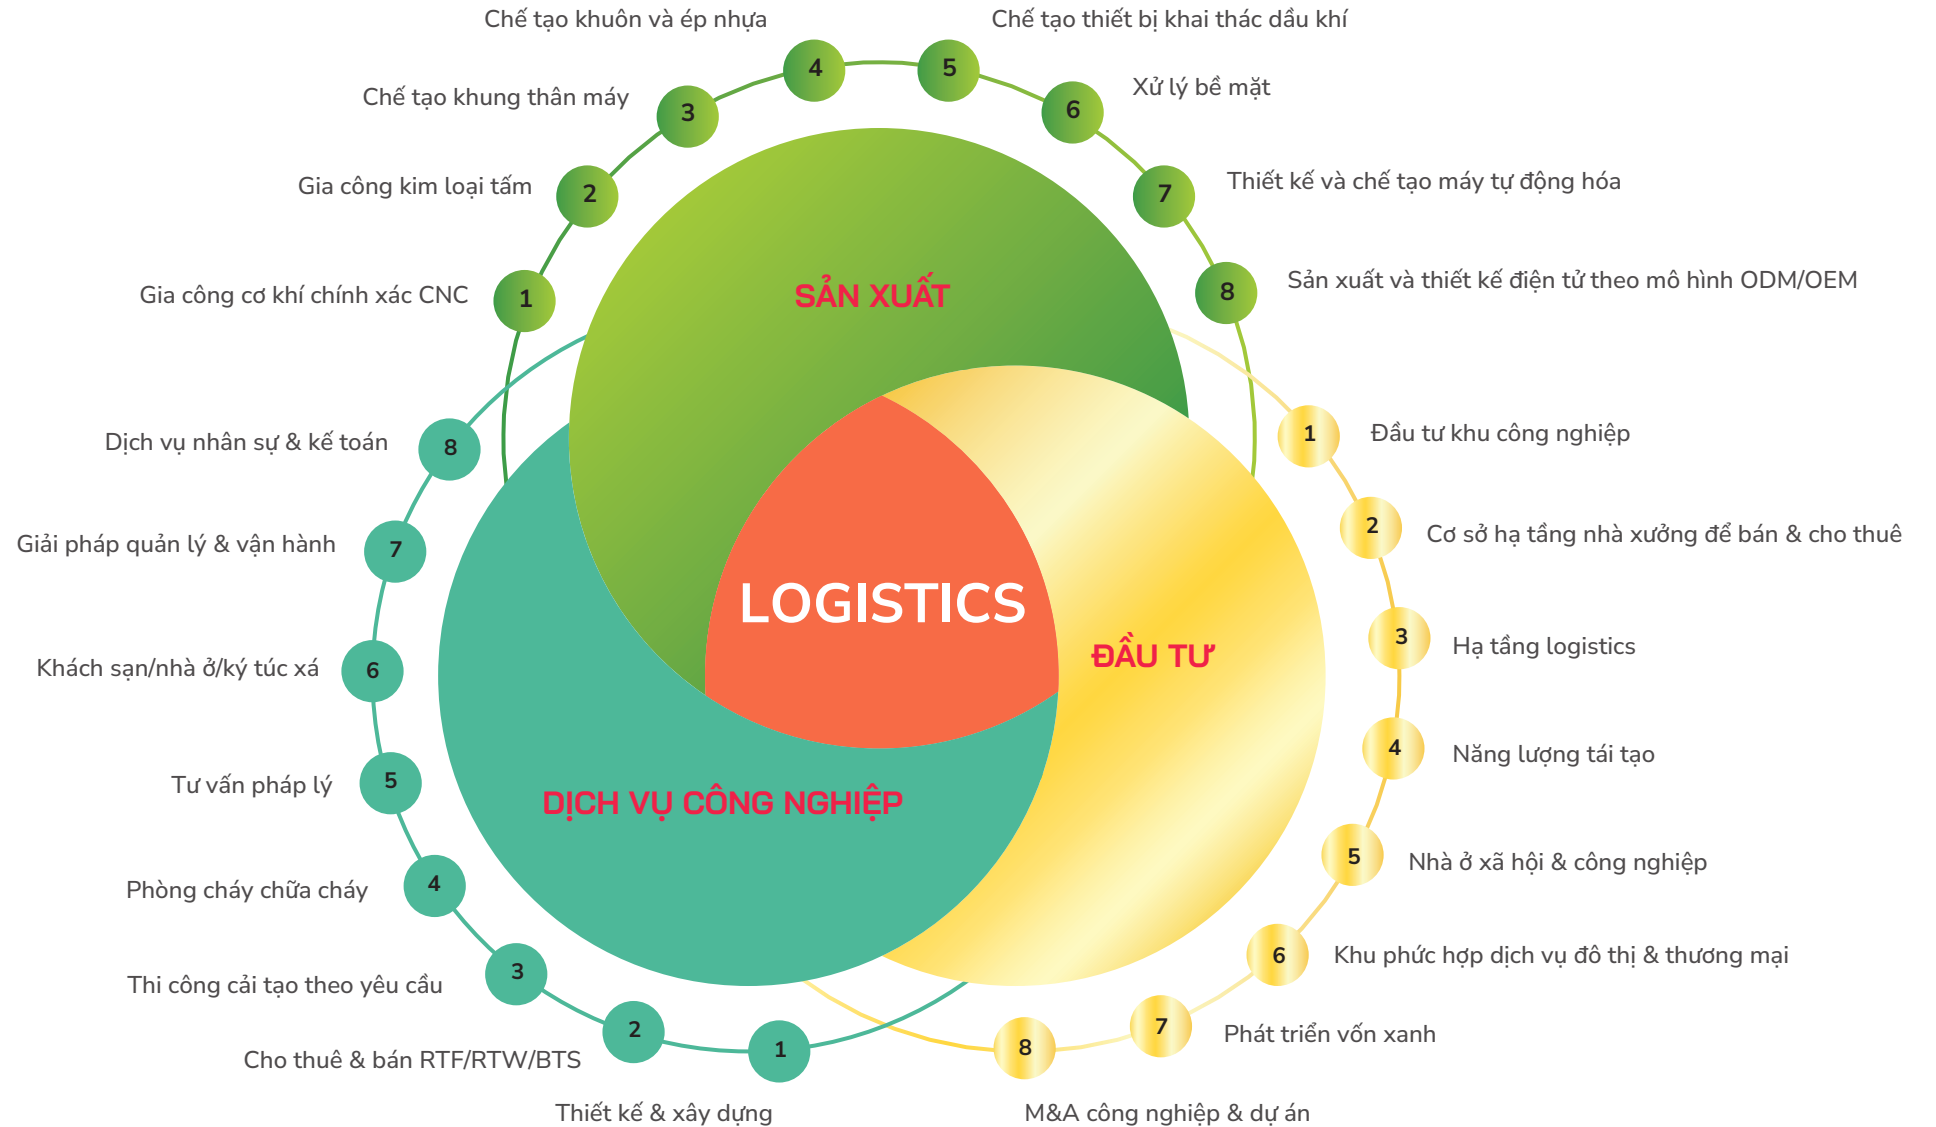 Chế tạo khuôn và ép nhựa
4
Chế tạo thiết bị khai thác dầu khí
5
Chế tạo khung thân máy
3
Xử lý bề mặt
6
Gia công kim loại tấm
2
Thiết kế và chế tạo máy tự động hóa
7
Gia công cơ khí chính xác CNC
1
Sản xuất và thiết kế điện tử theo mô hình ODM/OEM
8
SẢN XUẤT
LOGISTICS
ĐẦU TƯ
DỊCH VỤ CÔNG NGHIỆP
Dịch vụ nhân sự & kế toán
8
Giải pháp quản lý & vận hành
7
Khách sạn/nhà ở/ký túc xá
6
Tư vấn pháp lý
5
Phòng cháy chữa cháy
4
Thi công cải tạo theo yêu cầu
3
Cho thuê & bán RTF/RTW/BTS
2
Thiết kế & xây dựng
1
1
Đầu tư khu công nghiệp
2
Cơ sở hạ tầng nhà xưởng để bán & cho thuê
3
Hạ tầng logistics
4
Năng lượng tái tạo
5
Nhà ở xã hội & công nghiệp
6
Khu phức hợp dịch vụ đô thị & thương mại
7
Phát triển vốn xanh
8
M&A công nghiệp & dự án